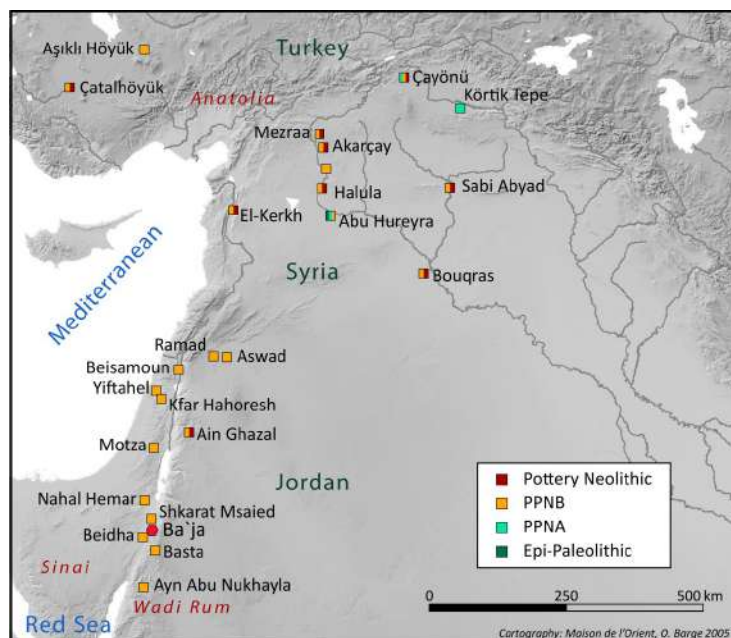 Turkey
Aşıklı Höyük
Çatalhöyük
Çayönü
Körtik Tepe
Anatolia
Mezraa
Akarçay
Halula
Sabi Abyad
El-Kerkh
Abu Hureyra
Mediterranean
Syria
Bouqras
Ramad
Aswad
Beisamoun
Yiftahel
Kfar Hahoresh
Ain Ghazal
Motza
Jordan
Nahal Hemar
Shkarat Msaied
Ba`ja
Beidha
Basta
Sinai
Ayn Abu Nukhayla
Wadi Rum
Red Sea
Pottery Neolithic
PPNB
PPNA
Epi-Paleolithic
0 250 500 km
Cartography: Maison de l'Orient, O. Barge 2005